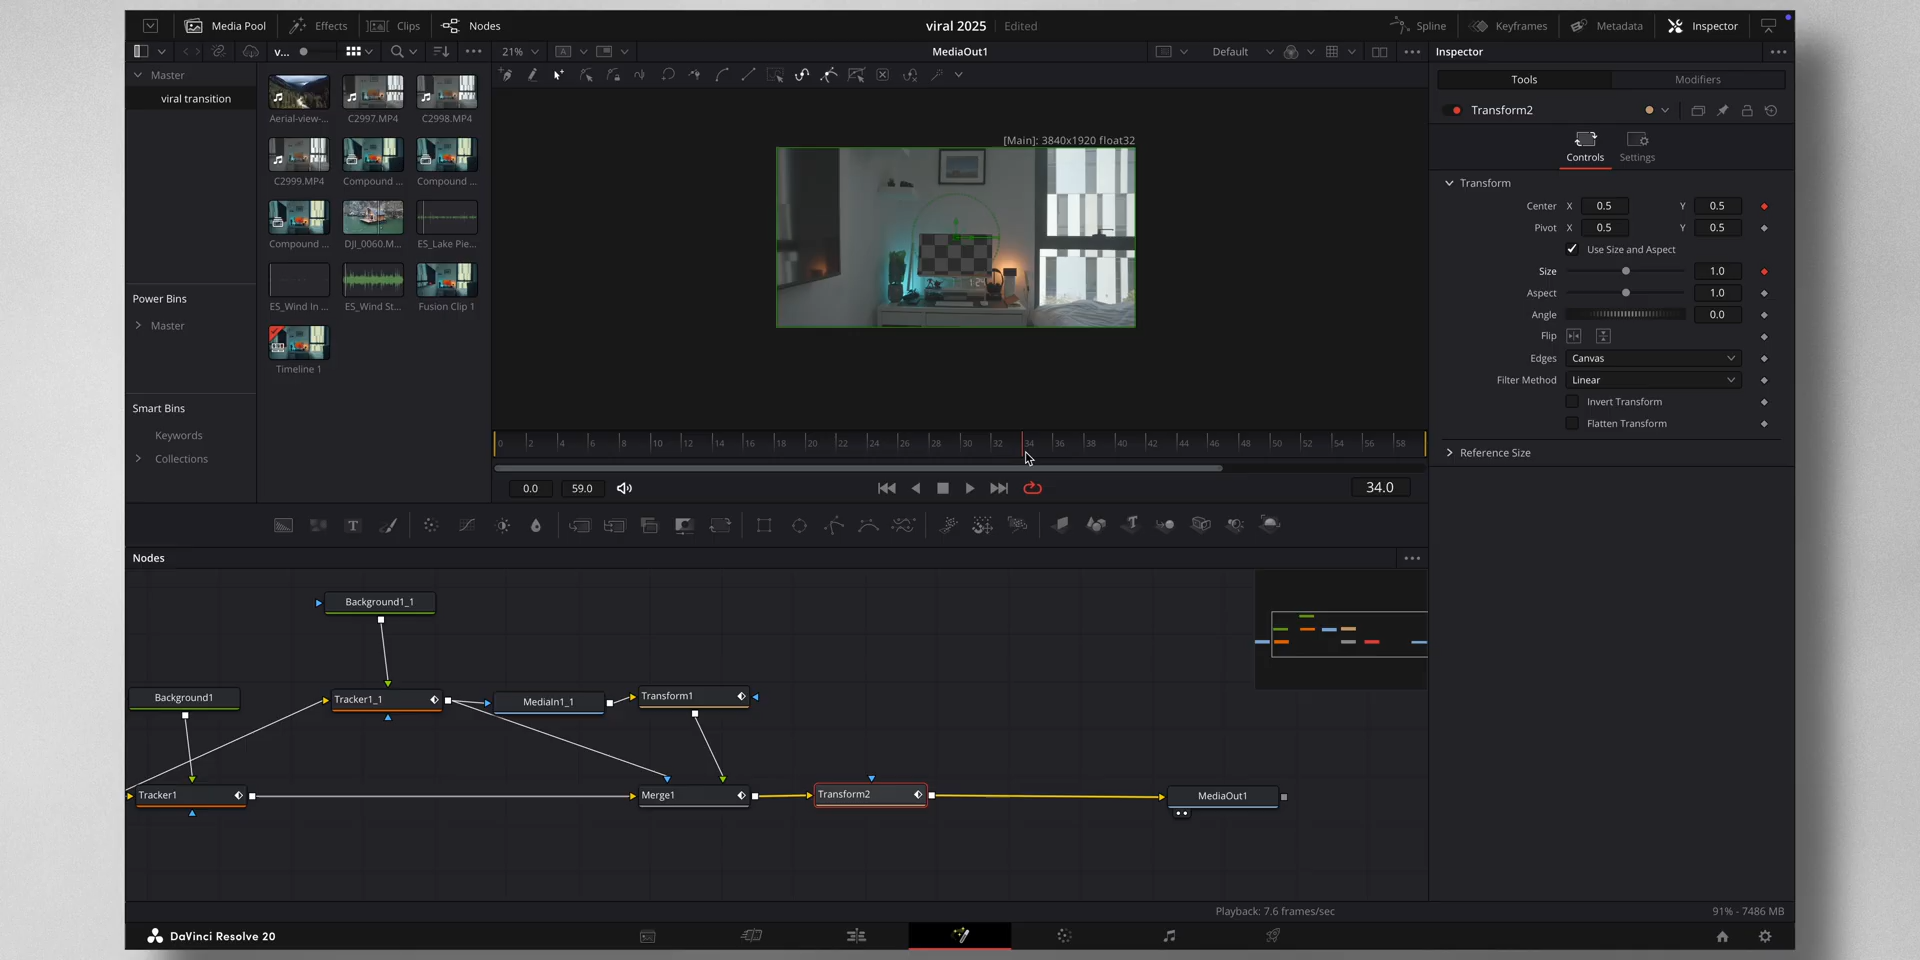 Media Pool Effects Clips Nodes viral 2025 Edited Spline Keyframes Metadata Inspector
v... 21% MediaOut1 Default Inspector
Master
viral transition
Aerial-view-... C2997.MP4 C2998.MP4
C2999.MP4 Compound ... Compound ...
Compound ... DJI_0060.M... ES_Lake Pie...
ES_Wind In ... ES_Wind St... Fusion Clip 1
Timeline 1
Power Bins
Master
Smart Bins
Keywords
Collections
[Main]: 3840x1920 float32
0 2 4 6 8 10 12 14 16 18 20 22 24 26 28 30 32 34 36 38 40 42 44 46 48 50 52 54 56 58
0.0 59.0 34.0
Tools Modifiers
Transform2
Controls Settings
Transform
Center X 0.5 Y 0.5
Pivot X 0.5 Y 0.5
Use Size and Aspect
Size 1.0
Aspect 1.0
Angle 0.0
Flip
Edges Canvas
Filter Method Linear
Invert Transform
Flatten Transform
Reference Size
T
Nodes
Background1_1
Background1 Tracker1_1 MediaIn1_1 Transform1
Tracker1 Merge1 Transform2 MediaOut1
Playback: 7.6 frames/sec 91% - 7486 MB
DaVinci Resolve 20